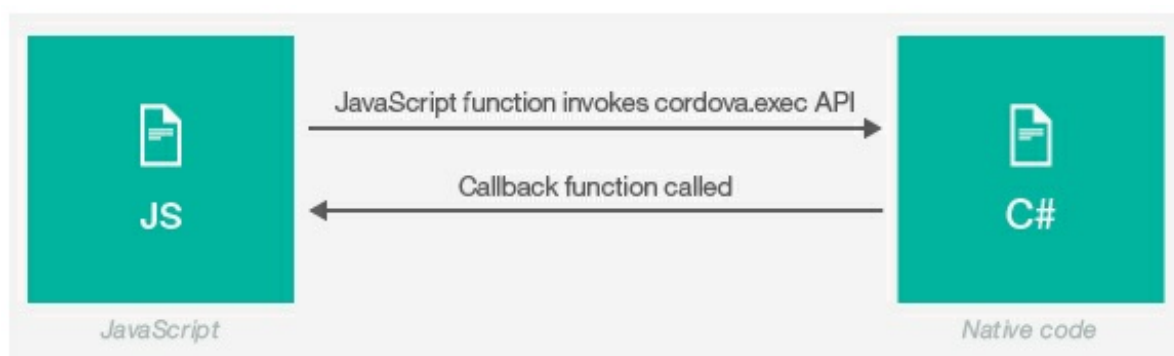 JavaScript function invokes cordova.exec API
Callback function called
JS
C#
JavaScript
Native code